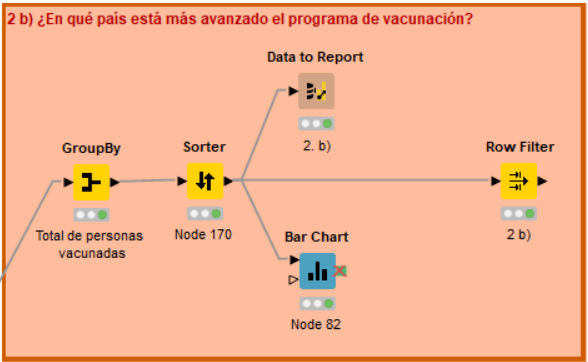 2 b) ¿En qué país está más avanzado el programa de vacunación?
Data to Report
2. b)
GroupBy
Sorter
Row Filter
Total de personas
vacunadas
Node 170
2 b)
Bar Chart
Node 82